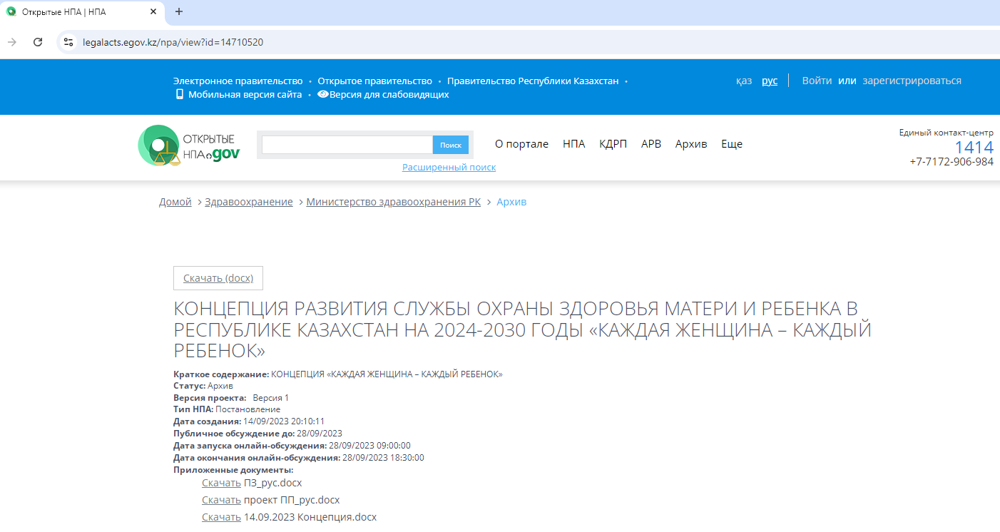 Открытые НПА | НПА
legalacts.egov.kz/npa/view?id=14710520
Электронное правительство • Открытое правительство • Правительство Республики Казахстан •
Мобильная версия сайта • Версия для слабовидящих
қаз рус Войти или зарегистрироваться
ОТКРЫТЫЕ
НПА gov
Поиск
Расширенный поиск
О портале НПА КДРП АРВ Архив Еще
Единый контакт-центр
1414
+7-7172-906-984
Домой > Здравоохранение > Министерство здравоохранения РК > Архив
Скачать (docx)
КОНЦЕПЦИЯ РАЗВИТИЯ СЛУЖБЫ ОХРАНЫ ЗДОРОВЬЯ МАТЕРИ И РЕБЕНКА В
РЕСПУБЛИКЕ КАЗАХСТАН НА 2024-2030 ГОДЫ «КАЖДАЯ ЖЕНЩИНА – КАЖДЫЙ
РЕБЕНОК»
Краткое содержание: КОНЦЕПЦИЯ «КАЖДАЯ ЖЕНЩИНА – КАЖДЫЙ РЕБЕНОК»
Статус: Архив
Версия проекта: Версия 1
Тип НПА: Постановление
Дата создания: 14/09/2023 20:10:11
Публичное обсуждение до: 28/09/2023
Дата запуска онлайн-обсуждения: 28/09/2023 09:00:00
Дата окончания онлайн-обсуждения: 28/09/2023 18:30:00
Приложенные документы:
Скачать ПЗ_рус.docx
Скачать проект ПП_рус.docx
Скачать 14.09.2023 Концепция.docx